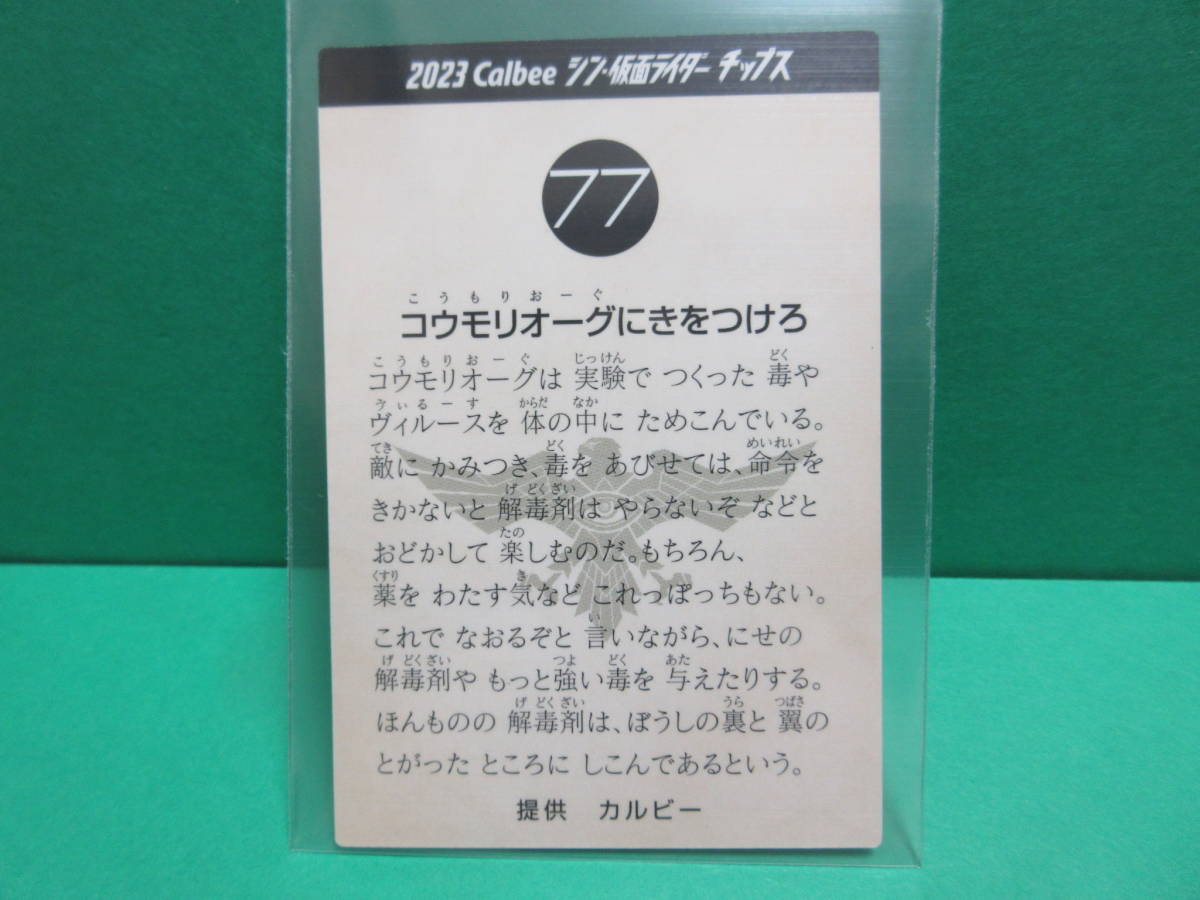 2023 Calbee シン・仮面ライダー チップス
77
こうもりおーぐ
コウモリオーグにきをつけろ
こうもりおーぐ じっけん どく
コウモリオーグは 実験で つくった 毒や
ゔぃるーす からだ なか
ヴィルースを 体の中に ためこんでいる。
てき どく めいれい
敵に かみつき、毒を あびせては、命令を
げ どくざい
きかないと 解毒剤は やらないぞ などと
たの
おどかして 楽しむのだ。もちろん、
くすり き
薬を わたす気など これっぽっちもない。
い
これで なおるぞと 言いながら、にせの
げ どくざい つよ どく あた
解毒剤や もっと強い毒を 与えたりする。
げ どくざい うら つばさ
ほんものの 解毒剤は、ぼうしの裏と 翼の
とがった ところに しこんであるという。
提供 カルビー